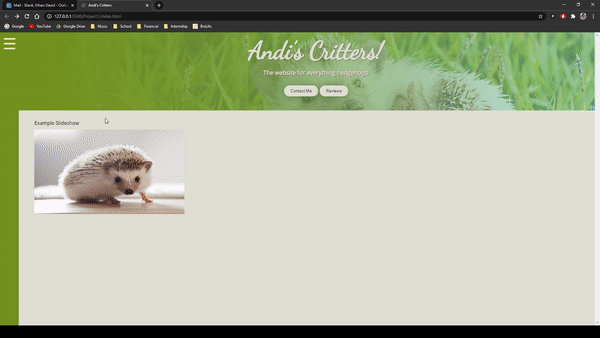 Mail - Blank, Ethan David - Outl
Andi's Critters
127.0.0.1:5500/Project1/index.html
Google YouTube Google Drive Music School Financial Internship BioLife
Andi's Critters!
The website for everything hedgehogs!
Contact Me Reviews
Example Slideshow